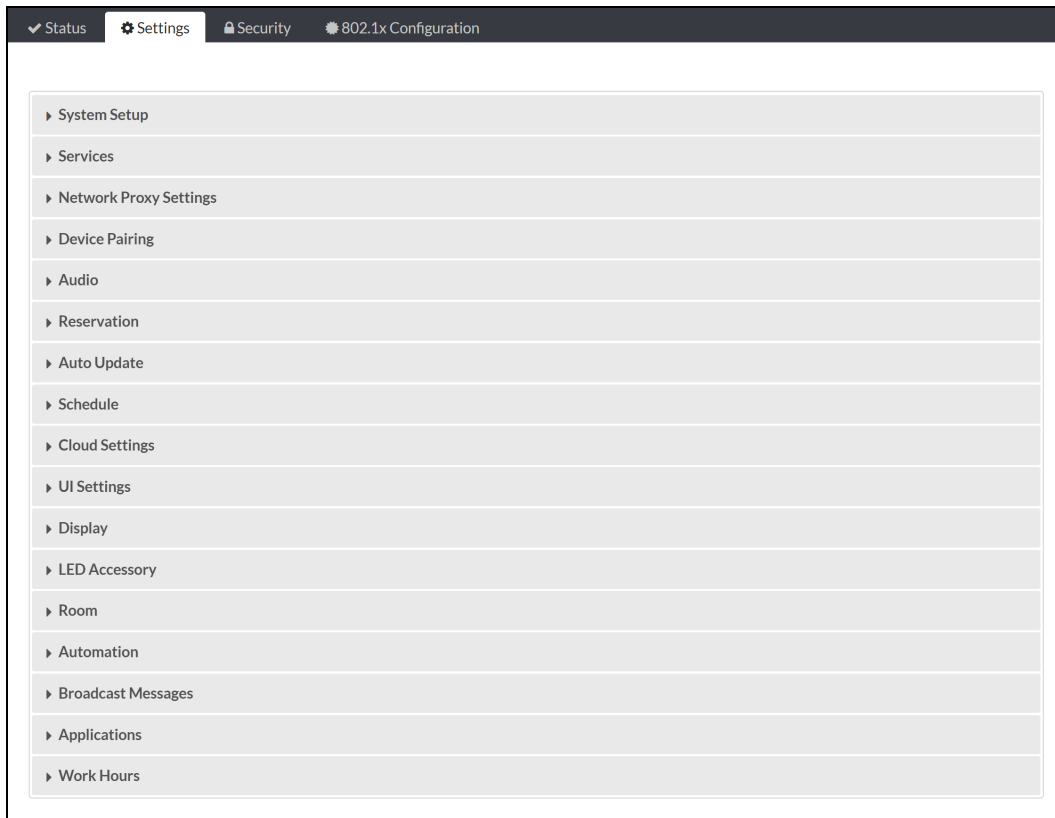 Status Settings Security 802.1x Configuration
System Setup
Services
Network Proxy Settings
Device Pairing
Audio
Reservation
Auto Update
Schedule
Cloud Settings
UI Settings
Display
LED Accessory
Room
Automation
Broadcast Messages
Applications
Work Hours